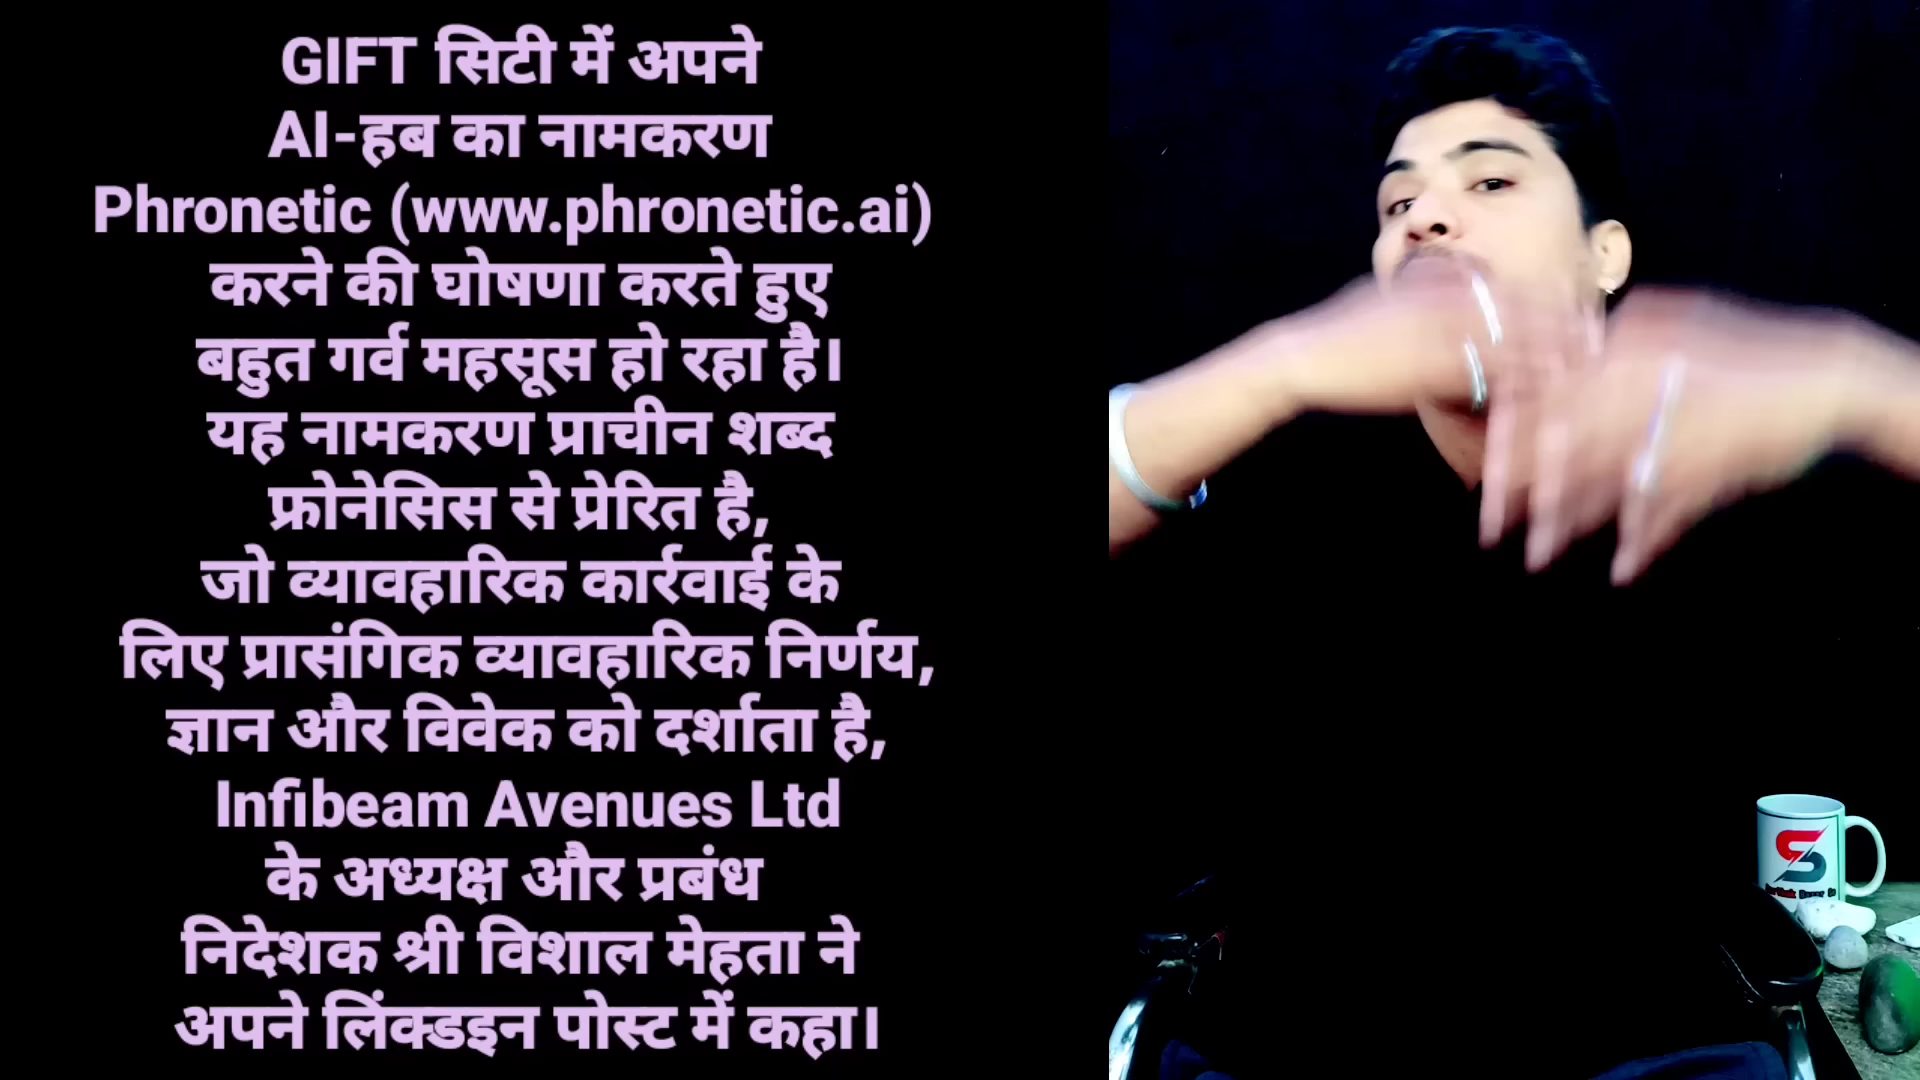 GIFT सिटी में अपने
AI-हब का नामकरण
Phronetic (www.phronetic.ai)
करने की घोषणा करते हुए
बहुत गर्व महसूस हो रहा है।
यह नामकरण प्राचीन शब्द
फ्रोनेसिस से प्रेरित है,
जो व्यावहारिक कार्रवाई के
लिए प्रासंगिक व्यावहारिक निर्णय,
ज्ञान और विवेक को दर्शाता है,
Infibeam Avenues Ltd
के अध्यक्ष और प्रबंध
निदेशक श्री विशाल मेहता ने
अपने लिंक्डइन पोस्ट में कहा।